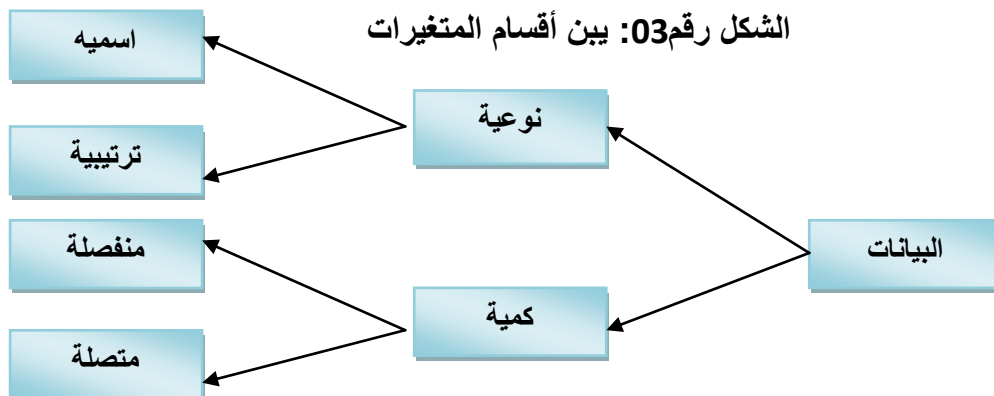 الشكل رقم03: يبن أقسام المتغيرات
البيانات
نوعية
كمية
اسميه
ترتيبية
منفصلة
متصلة